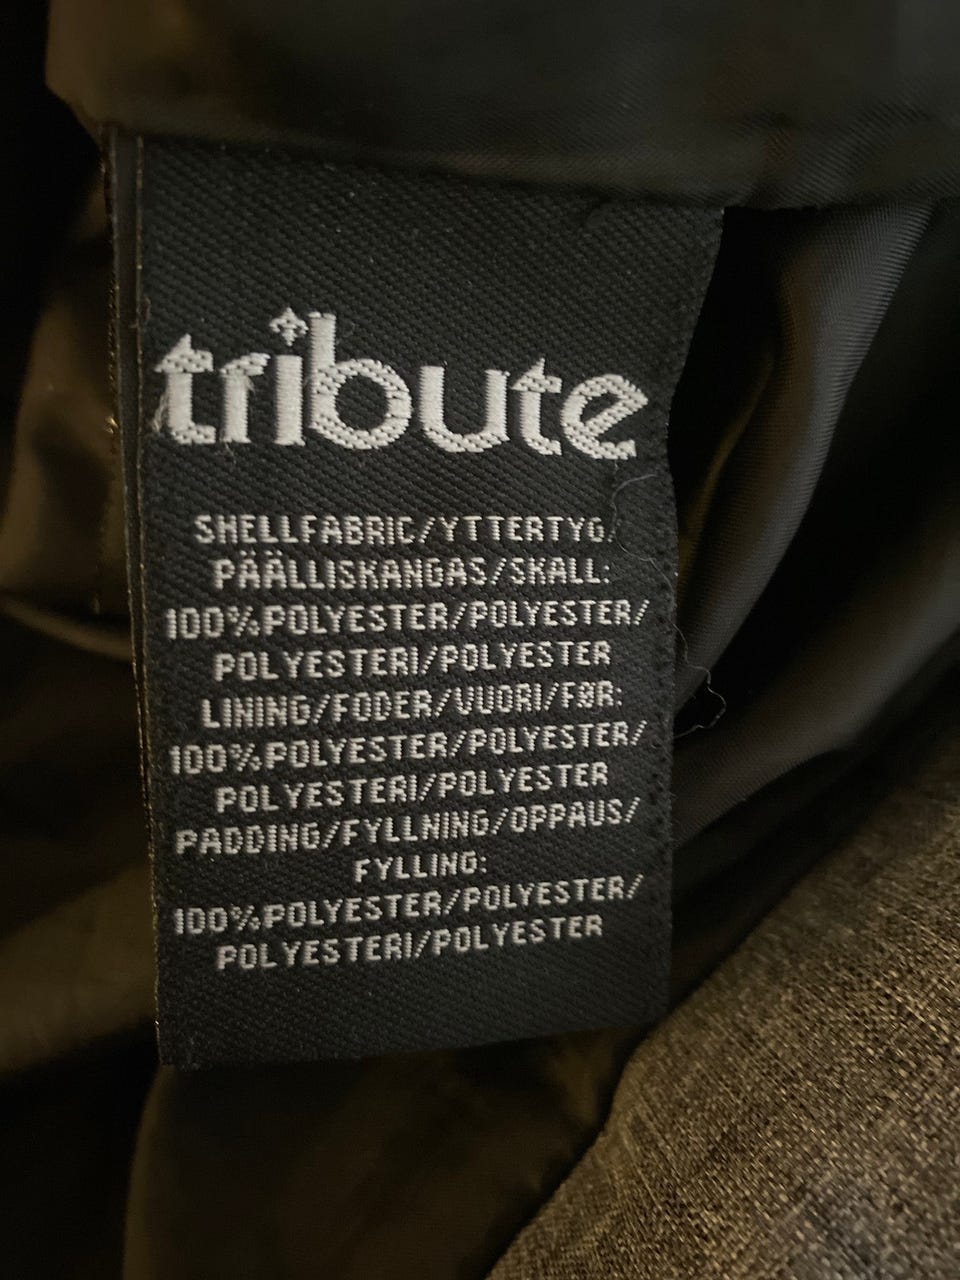 tribute
SHELLFABRIC/YTTERTYG/
PÄÄLLISKANGAS/SKALL:
100%POLYESTER/POLYESTER/
POLYESTERI/POLYESTER
LINING/FODER/VUORI/FØR:
100%POLYESTER/POLYESTER/
POLYESTERI/POLYESTER
PADDING/FYLLNING/OPPAUS/
FYLLING:
100%POLYESTER/POLYESTER/
POLYESTERI/POLYESTER